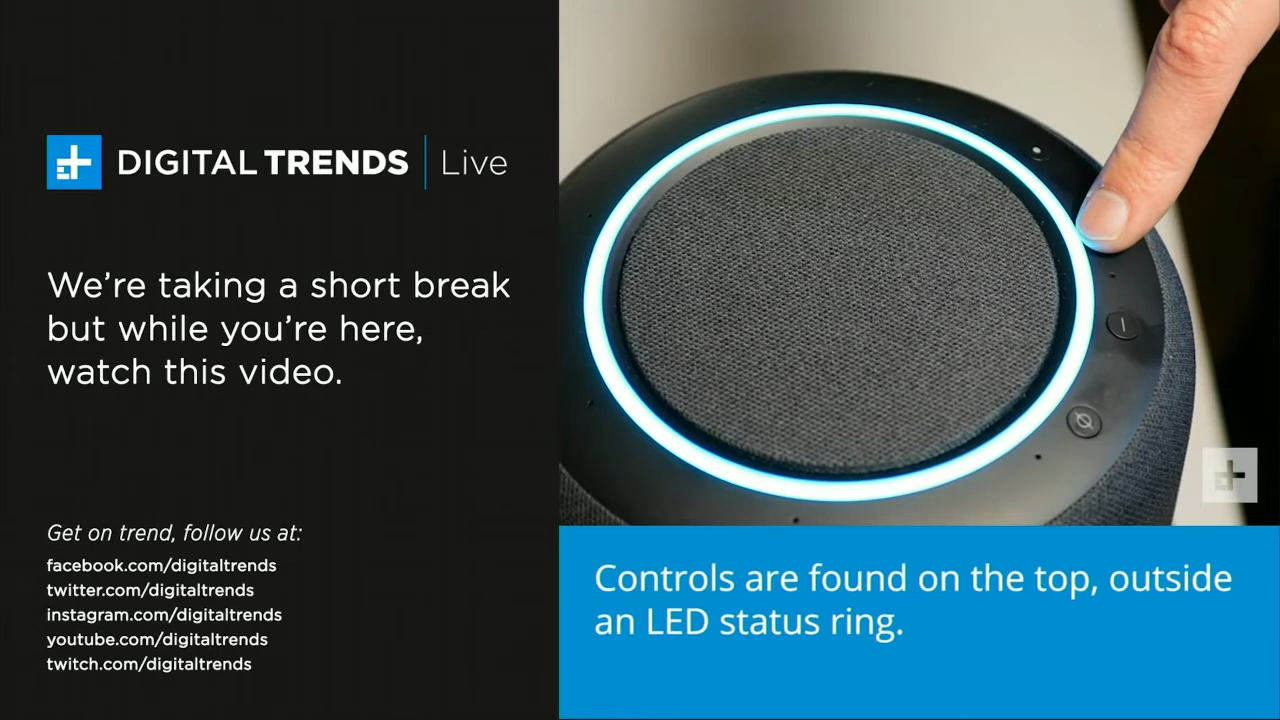 DIGITAL TRENDS Live
We're taking a short break
but while you're here,
watch this video.
Get on trend, follow us at:
facebook.com/digitaltrends
twitter.com/digitaltrends
instagram.com/digitaltrends
youtube.com/digitaltrends
twitch.com/digitaltrends
Controls are found on the top, outside
an LED status ring.